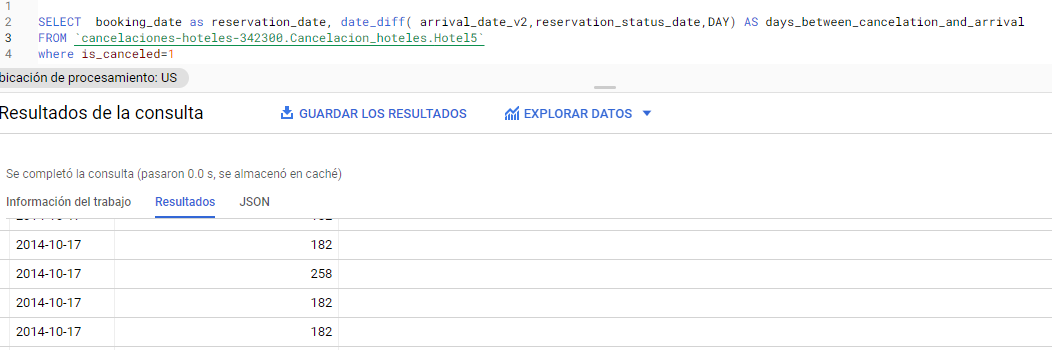 1
2 SELECT booking_date as reservation_date, date_diff( arrival_date_v2,reservation_status_date,DAY) AS days_between_cancelation_and_arrival
3 FROM `cancelaciones-hoteles-342300.Cancelacion_hoteles.Hotel5`
4 where is_canceled=1
bicación de procesamiento: US
Resultados de la consulta GUARDAR LOS RESULTADOS EXPLORAR DATOS
Se completó la consulta (pasaron 0.0 s, se almacenó en caché)
Información del trabajo Resultados JSON
2014-10-17 182
2014-10-17 258
2014-10-17 182
2014-10-17 182